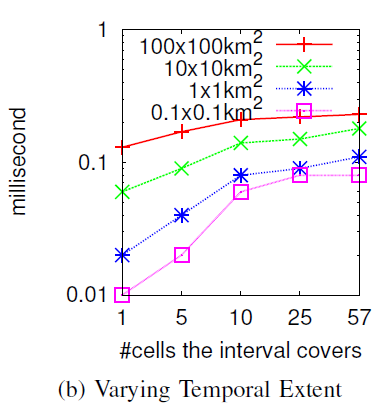 1
100x100km2
10x10km2
1x1km2
0.1x0.1km2
millisecond
0.1
0.01
1 5 10 25 57
#cells the interval covers
(b) Varying Temporal Extent